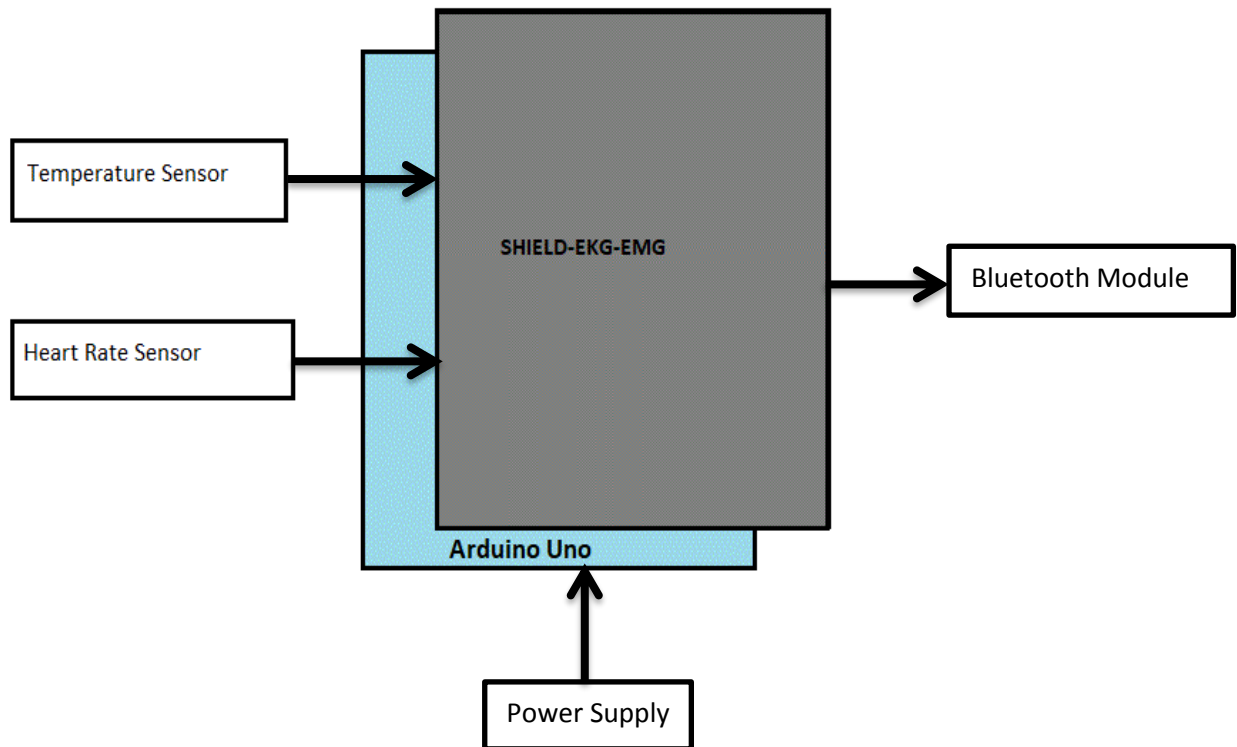 Temperature Sensor
SHIELD-EKG-EMG
Bluetooth Module
Heart Rate Sensor
Arduino Uno
Power Supply